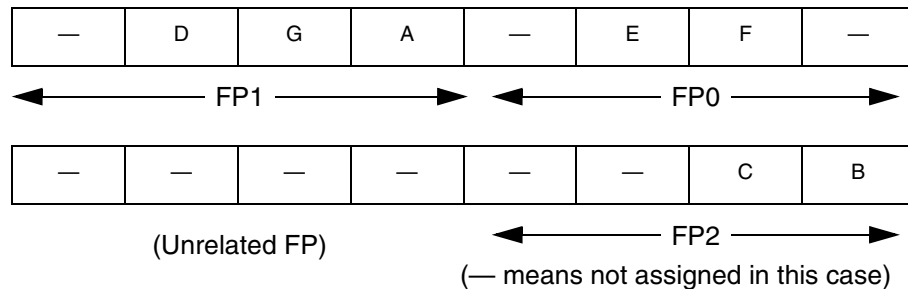 — D G A — E F —
FP1 FP0
— — — — — — C B
(Unrelated FP) FP2
(— means not assigned in this case)